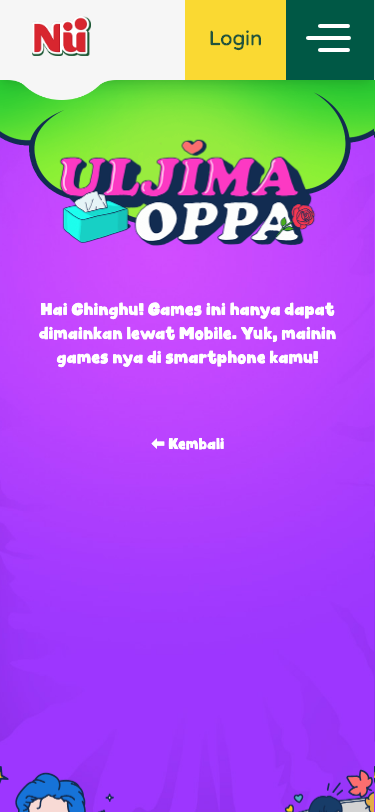 Nü
Login
ULJIMA
OPPA
Hai Chinghu! Games ini hanya dapat
dimainkan lewat Mobile. Yuk, mainin
games nya di smartphone kamu!
← Kembali